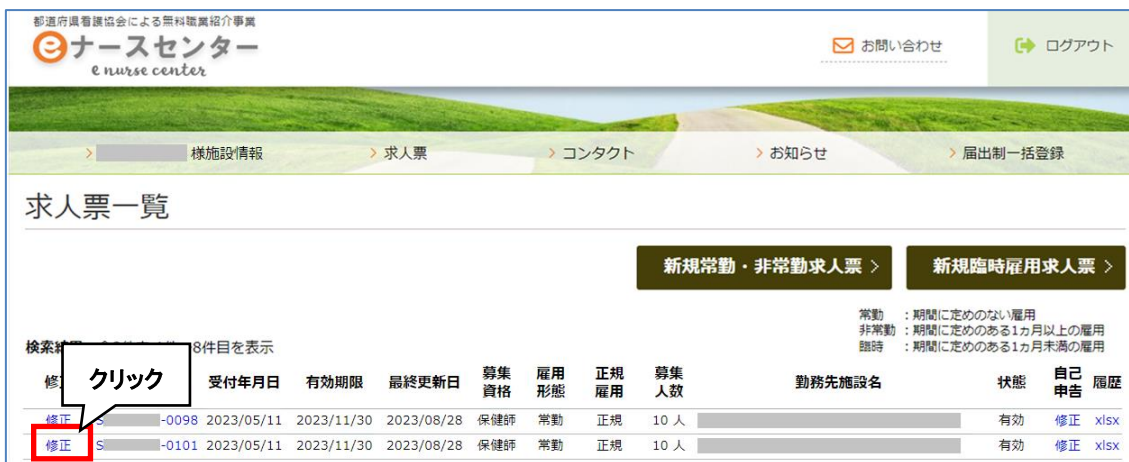 都道府県看護協会による無料職業紹介事業
eナースセンター
e nurse center
お問い合わせ
ログアウト
> 様施設情報 > 求人票 > コンタクト > お知らせ > 届出制一括登録
求人票一覧
新規常勤・非常勤求人票 > 新規臨時雇用求人票 >
常勤 :期間に定めのない雇用
非常勤 :期間に定めのある1ヵ月以上の雇用
臨時 :期間に定めのある1ヵ月未満の雇用
8件目を表示
クリック
受付年月日 有効期限 最終更新日 募集資格 雇用形態 正規雇用 募集人数 勤務先施設名 状態 自己申告 履歴
修正 S -0098 2023/05/11 2023/11/30 2023/08/28 保健師 常勤 正規 10 人 有効 修正 xlsx
修正 S -0101 2023/05/11 2023/11/30 2023/08/28 保健師 常勤 正規 10 人 有効 修正 xlsx